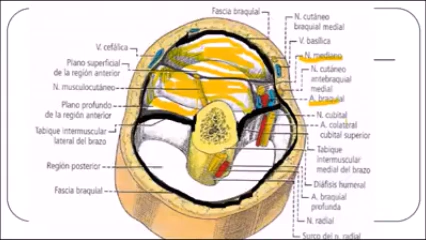 Fascia braquial
V. cefálica
Plano superficial
de la región anterior
N. musculocutáneo
Plano profundo
de la región anterior
Tabique intermuscular
lateral del brazo
Región posterior
Fascia braquial
N. cutáneo
braquial medial
V. basílica
N. mediano
N. cutáneo
antebraquial
medial
A. braquial
N. cubital
A. colateral
cubital superior
Tabique
intermuscular
medial del brazo
Diáfisis humeral
A. braquial
profunda
N. radial
Surco del n. radial